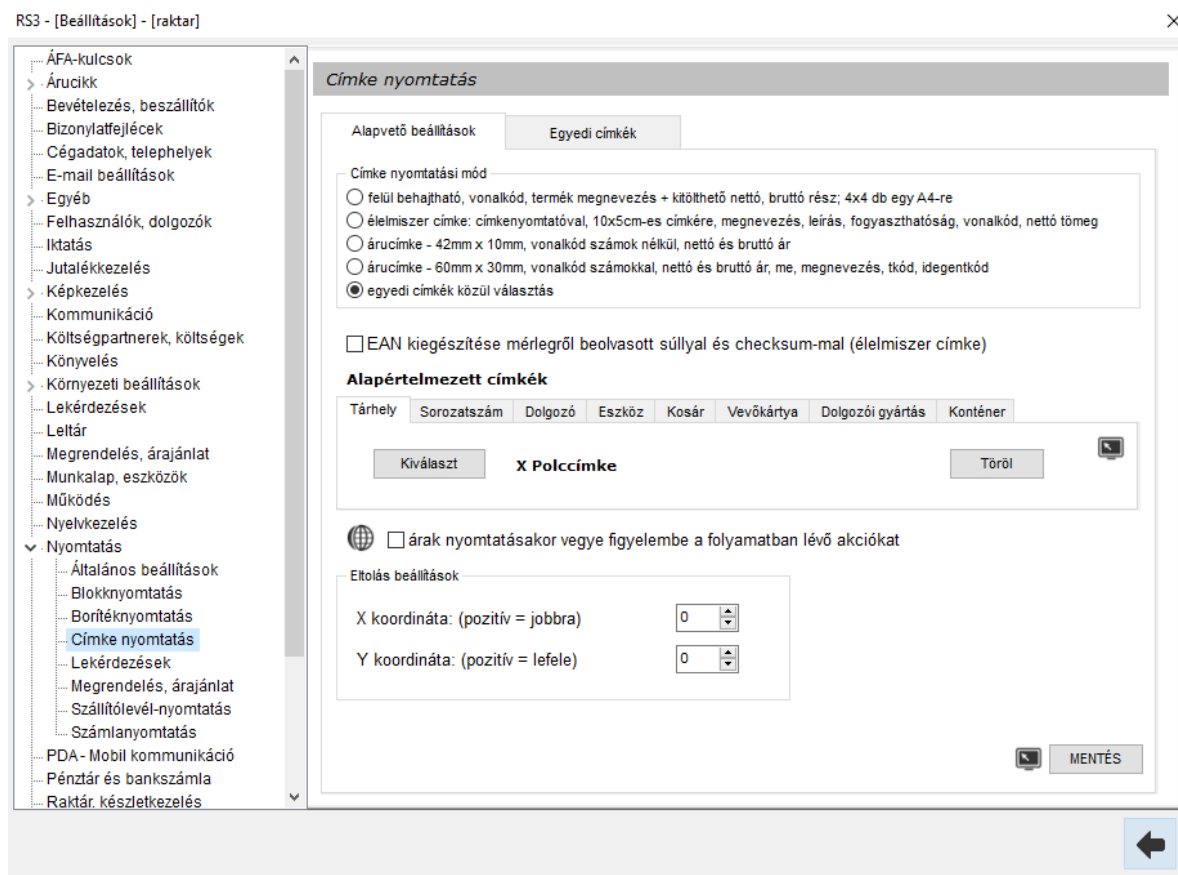 RS3 - [Beállítások] - [raktar]
ÁFA-kulcsok
Árucikk
Bevételezés, beszállítók
Bizonylatfejlécek
Cégadatok, telephelyek
E-mail beállítások
Egyéb
Felhasználók, dolgozók
Iktatás
Jutalékkezelés
Képkezelés
Kommunikáció
Költségpartnerek, költségek
Könyvelés
Környezeti beállítások
Lekérdezések
Leltár
Megrendelés, árajánlat
Munkalap, eszközök
Működés
Nyelvkezelés
Nyomtatás
Általános beállítások
Blokknyomtatás
Borítéknyomtatás
Címke nyomtatás
Lekérdezések
Megrendelés, árajánlat
Szállítólevél-nyomtatás
Számlanyomtatás
PDA - Mobil kommunikáció
Pénztár és bankszámla
Raktár, készletkezelés
Címke nyomtatás
Alapvető beállítások
Egyedi címkék
Címke nyomtatási mód
felül behajtható, vonalkód, termék megnevezés + kitölthető nettó, bruttó rész; 4x4 db egy A4-re
élelmiszer címke: címkenyomtatóval, 10x5cm-es címkére, megnevezés, leírás, fogyaszthatóság, vonalkód, nettó tömeg
árucímke - 42mm x 10mm, vonalkód számok nélkül, nettó és bruttó ár
árucímke - 60mm x 30mm, vonalkód számokkal, nettó és bruttó ár, me, megnevezés, tkód, idegentkód
egyedi címkék közül választás
EAN kiegészítése mérlegről beolvasott súllyal és checksum-mal (élelmiszer címke)
Alapértelmezett címkék
Tárhely Sorozatszám Dolgozó Eszköz Kosár Vevőkártya Dolgozói gyártás Konténer
Kiválaszt X Polccímke Töröl
árak nyomtatásakor vegye figyelembe a folyamatban lévő akciókat
Eltolás beállítások
X koordináta: (pozitív = jobbra) 0
Y koordináta: (pozitív = lefele) 0
MENTÉS